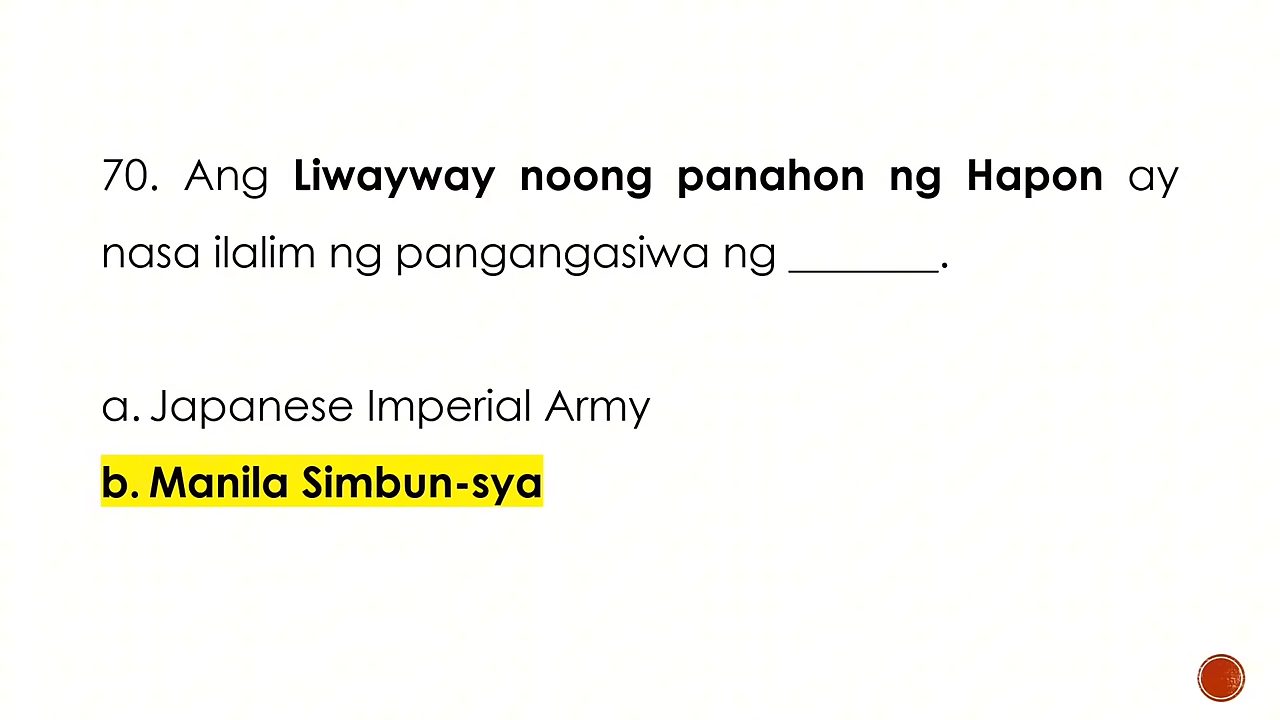 70. Ang Liwayway noong panahon ng Hapon ay
nasa ilalim ng pangangasiwa ng _______.
a. Japanese Imperial Army
b. Manila Simbun-sya